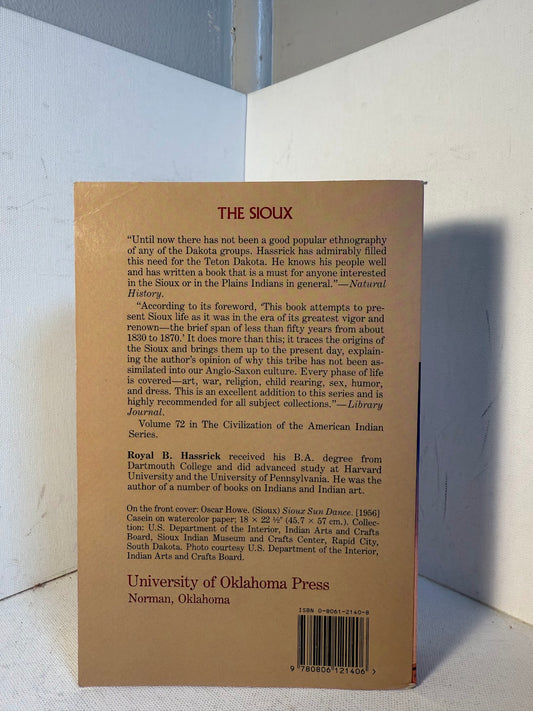 THE SIOUX
“Until now there has not been a good popular ethnography
of any of the Dakota groups. Hassrick has admirably filled
this need for the Teton Dakota. He knows his people well
and has written a book that is a must for anyone interested
in the Sioux or in the Plains Indians in general.”—Natural
History.
“According to its foreword, ‘This book attempts to pre-
sent Sioux life as it was in the era of its greatest vigor and
renown—the brief span of less than fifty years from about
1830 to 1870.’ It does more than this; it traces the origins of
the Sioux and brings them up to the present day, explain-
ing the author’s opinion of why this tribe has not been as-
similated into our Anglo-Saxon culture. Every phase of life
is covered—art, war, religion, child rearing, sex, humor,
and dress. This is an excellent addition to this series and is
highly recommended for all subject collections.”—Library
Journal.
Volume 72 in The Civilization of the American Indian
Series.
Royal B. Hassrick received his B.A. degree from
Dartmouth College and did advanced study at Harvard
University and the University of Pennsylvania. He was the
author of a number of books on Indians and Indian art.
On the front cover: Oscar Howe. (Sioux) Sioux Sun Dance. [1956]
Casein on watercolor paper; 18 × 22 ½" (45.7 × 57 cm.). Collec-
tion; U.S. Department of the Interior, Indian Arts and Crafts
Board, Sioux Indian Museum and Crafts Center, Rapid City,
South Dakota. Photo courtesy U.S. Department of the Interior,
Indian Arts and Crafts Board.
University of Oklahoma Press
Norman, Oklahoma
ISBN 0-8061-2140-8
9 780806 121406 >